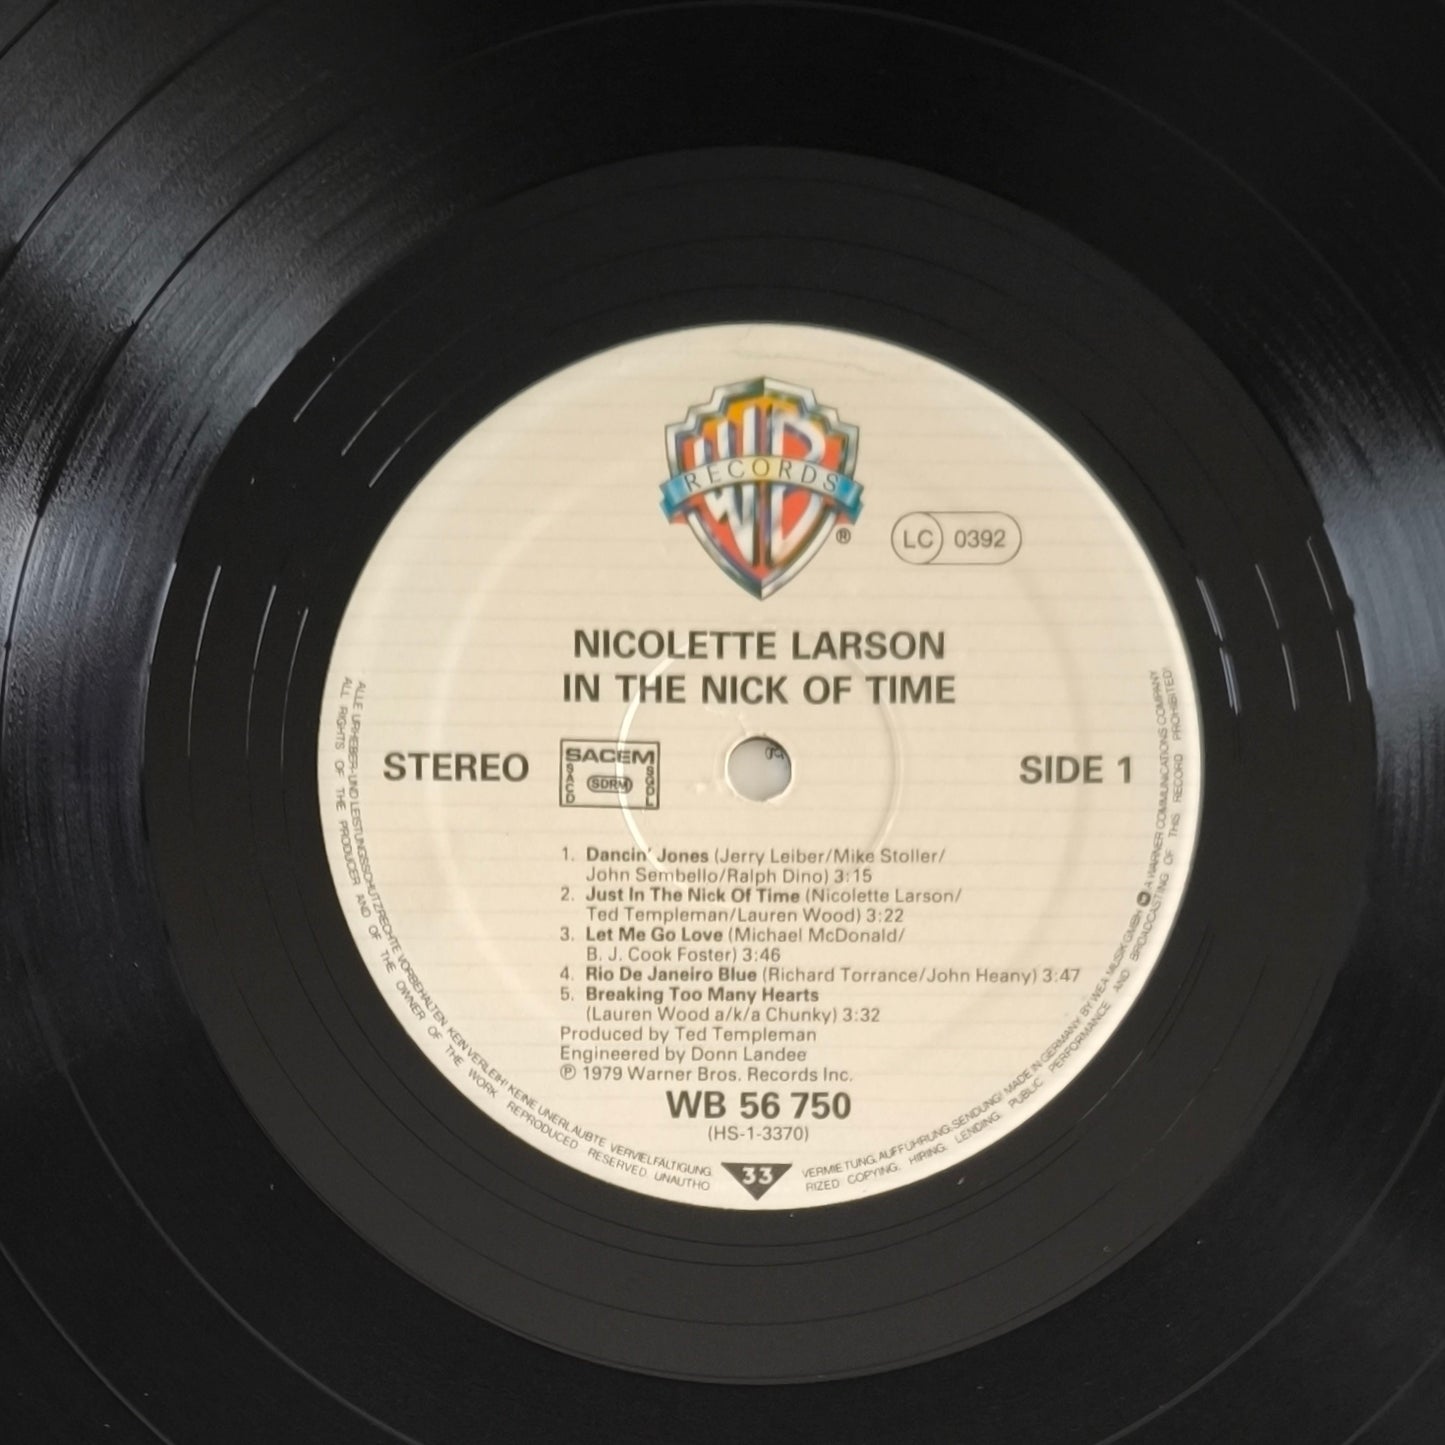 RECORDS
®
LC 0392
NICOLETTE LARSON
IN THE NICK OF TIME
STEREO
SACEM
SACD
SDRM
SGDL
SIDE 1
1. Dancin' Jones (Jerry Leiber/Mike Stoller/
John Sembello/Ralph Dino) 3:15
2. Just In The Nick Of Time (Nicolette Larson/
Ted Templeman/Lauren Wood) 3:22
3. Let Me Go Love (Michael McDonald/
B. J. Cook Foster) 3:46
4. Rio De Janeiro Blue (Richard Torrance/John Heany) 3:47
5. Breaking Too Many Hearts
(Lauren Wood a/k/a Chunky) 3:32
Produced by Ted Templeman
Engineered by Donn Landee
℗ 1979 Warner Bros. Records Inc.
WB 56 750
(HS-1-3370)
33
ALLE URHEBER- UND LEISTUNGSSCHUTZRECHTE VORBEHALTEN. KEIN VERLEIH! KEINE UNERLAUBTE VERVIELFÄLTIGUNG. VERMIETUNG. AUFFÜHRUNG. SENDUNG! MADE IN GERMANY BY WEA MUSIK GMBH A WARNER COMMUNICATIONS COMPANY
ALL RIGHTS OF THE PRODUCER AND OF THE OWNER OF THE WORK REPRODUCED RESERVED UNAUTHO RIZED COPYING. HIRING. LENDING. PUBLIC PERFORMANCE AND BROADCASTING OF THIS RECORD PROHIBITED!